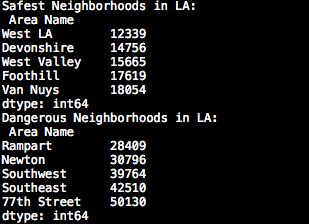 Safest Neighborhoods in LA:
Area Name
West LA 12339
Devonshire 14756
West Valley 15665
Foothill 17619
Van Nuys 18054
dtype: int64
Dangerous Neighborhoods in LA:
Area Name
Rampart 28409
Newton 30796
Southwest 39764
Southeast 42510
77th Street 50130
dtype: int64